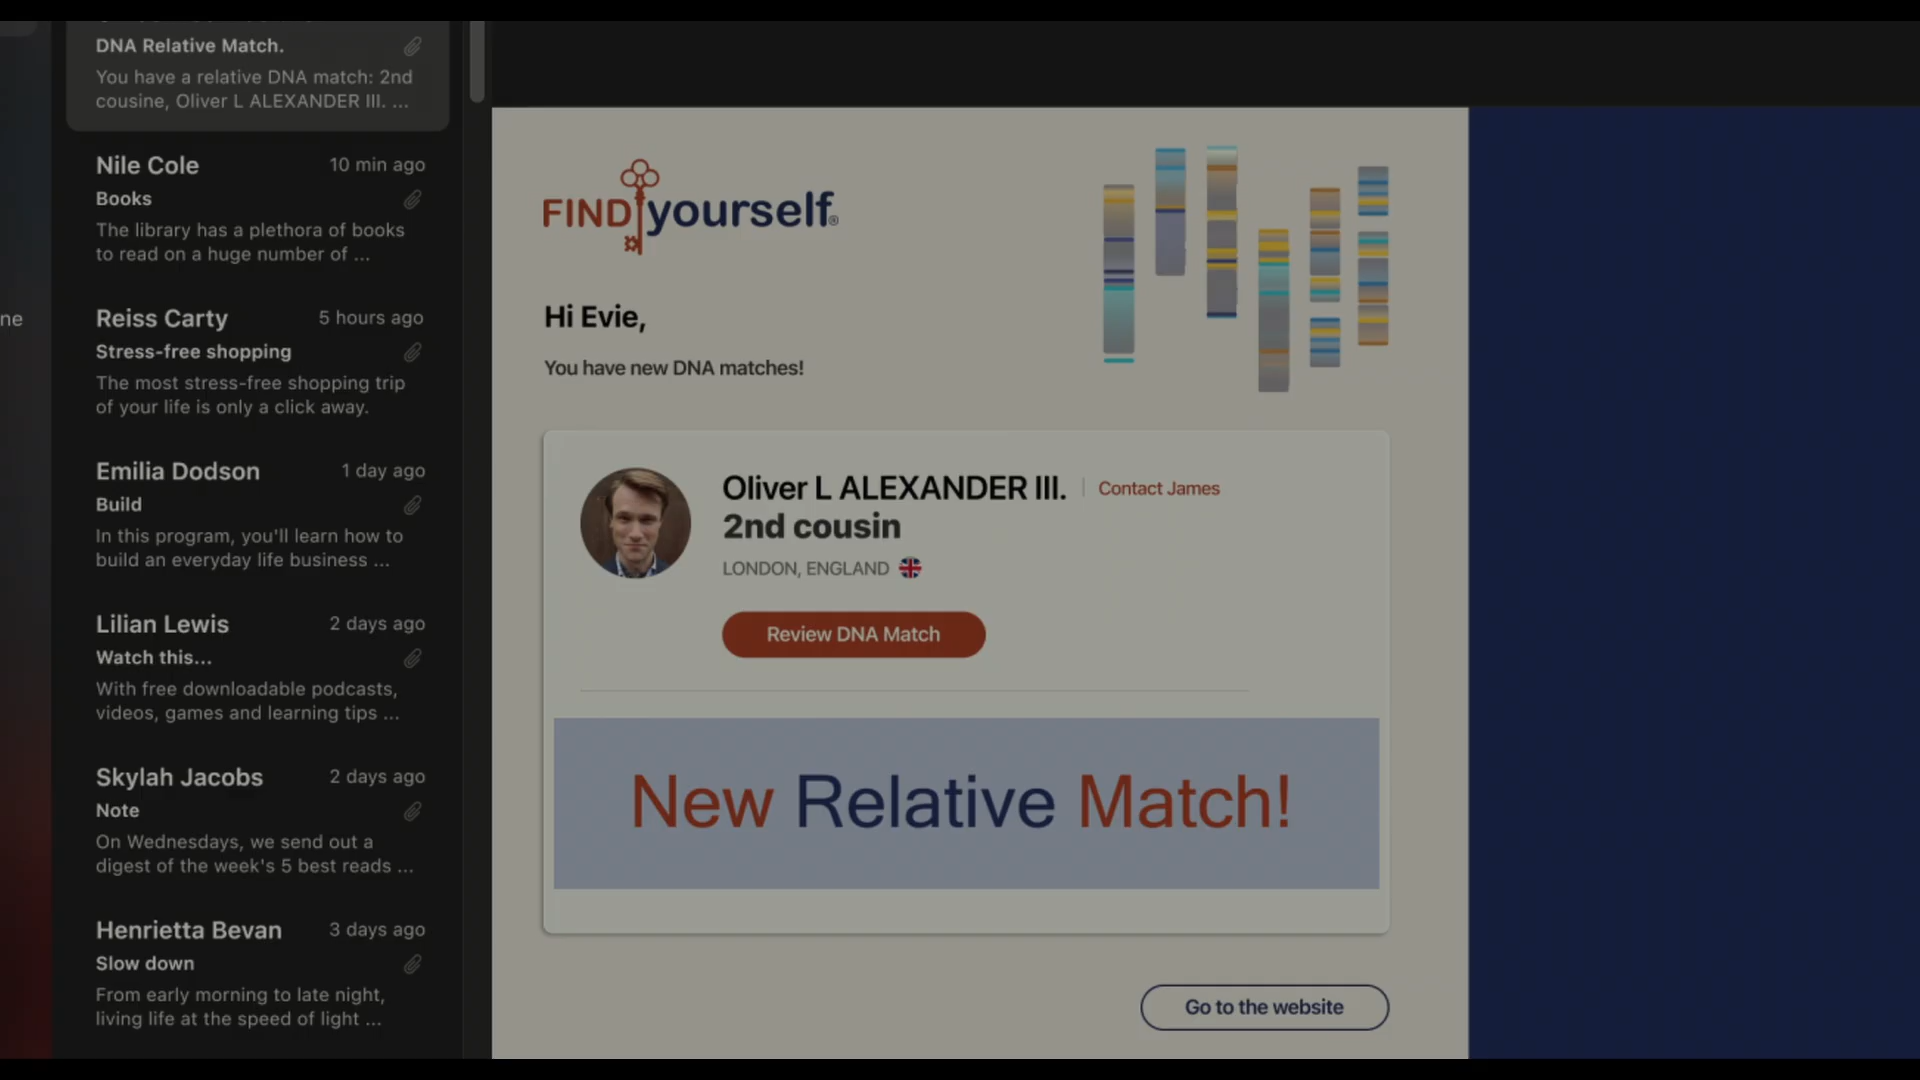 ne
DNA Relative Match.
You have a relative DNA match: 2nd
cousine, Oliver L ALEXANDER III. ...
Nile Cole 10 min ago
Books
The library has a plethora of books
to read on a huge number of ...
Reiss Carty 5 hours ago
Stress-free shopping
The most stress-free shopping trip
of your life is only a click away.
Emilia Dodson 1 day ago
Build
In this program, you'll learn how to
build an everyday life business ...
Lilian Lewis 2 days ago
Watch this...
With free downloadable podcasts,
videos, games and learning tips ...
Skylah Jacobs 2 days ago
Note
On Wednesdays, we send out a
digest of the week's 5 best reads ...
Henrietta Bevan 3 days ago
Slow down
From early morning to late night,
living life at the speed of light ...
FIND yourself®
Hi Evie,
You have new DNA matches!
Oliver L ALEXANDER III. | Contact James
2nd cousin
LONDON, ENGLAND
Review DNA Match
New Relative Match!
Go to the website